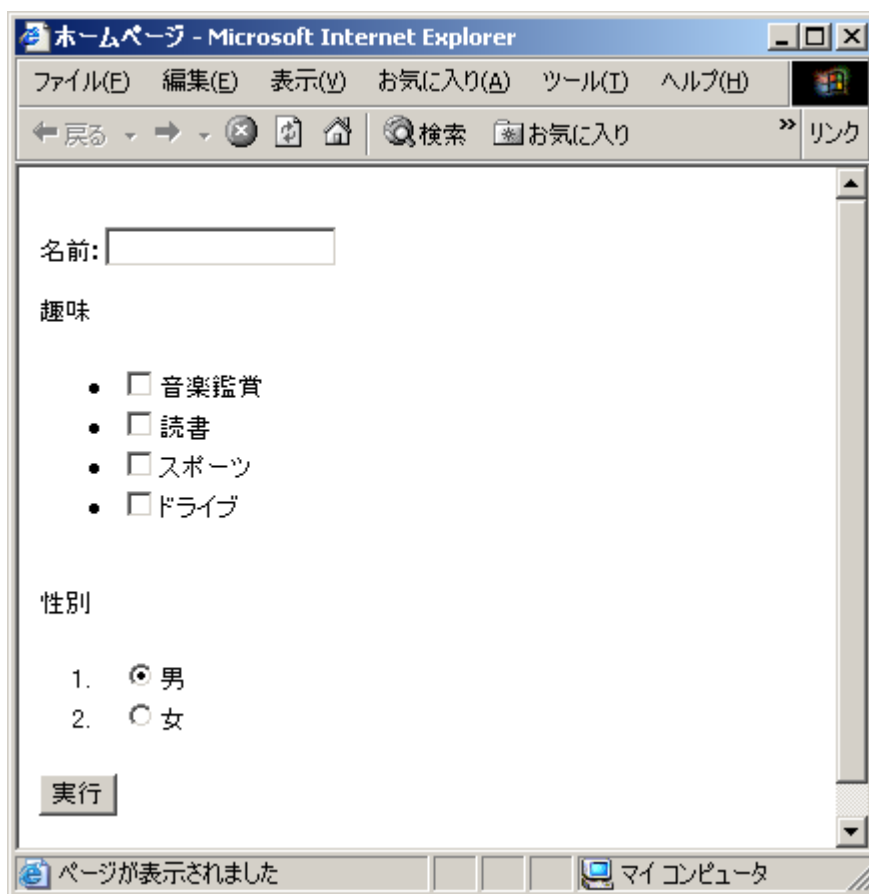 ホームページ - Microsoft Internet Explorer
ファイル(F) 編集(E) 表示(V) お気に入り(A) ツール(T) ヘルプ(H)
戻る 検索 お気に入り » リンク
名前:
趣味
音楽鑑賞
読書
スポーツ
ドライブ
性別
1. 男
2. 女
実行
ページが表示されました マイ コンピュータ